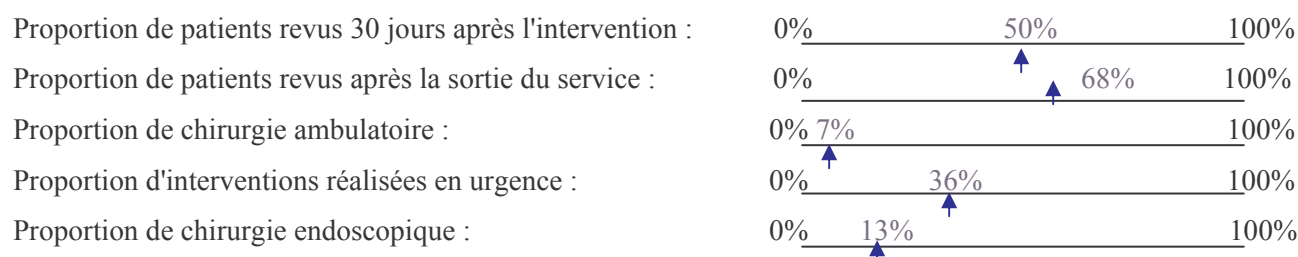 Proportion de patients revus 30 jours après l'intervention : 0% 50% 100%
Proportion de patients revus après la sortie du service : 0% 68% 100%
Proportion de chirurgie ambulatoire : 0% 7% 100%
Proportion d'interventions réalisées en urgence : 0% 36% 100%
Proportion de chirurgie endoscopique : 0% 13% 100%